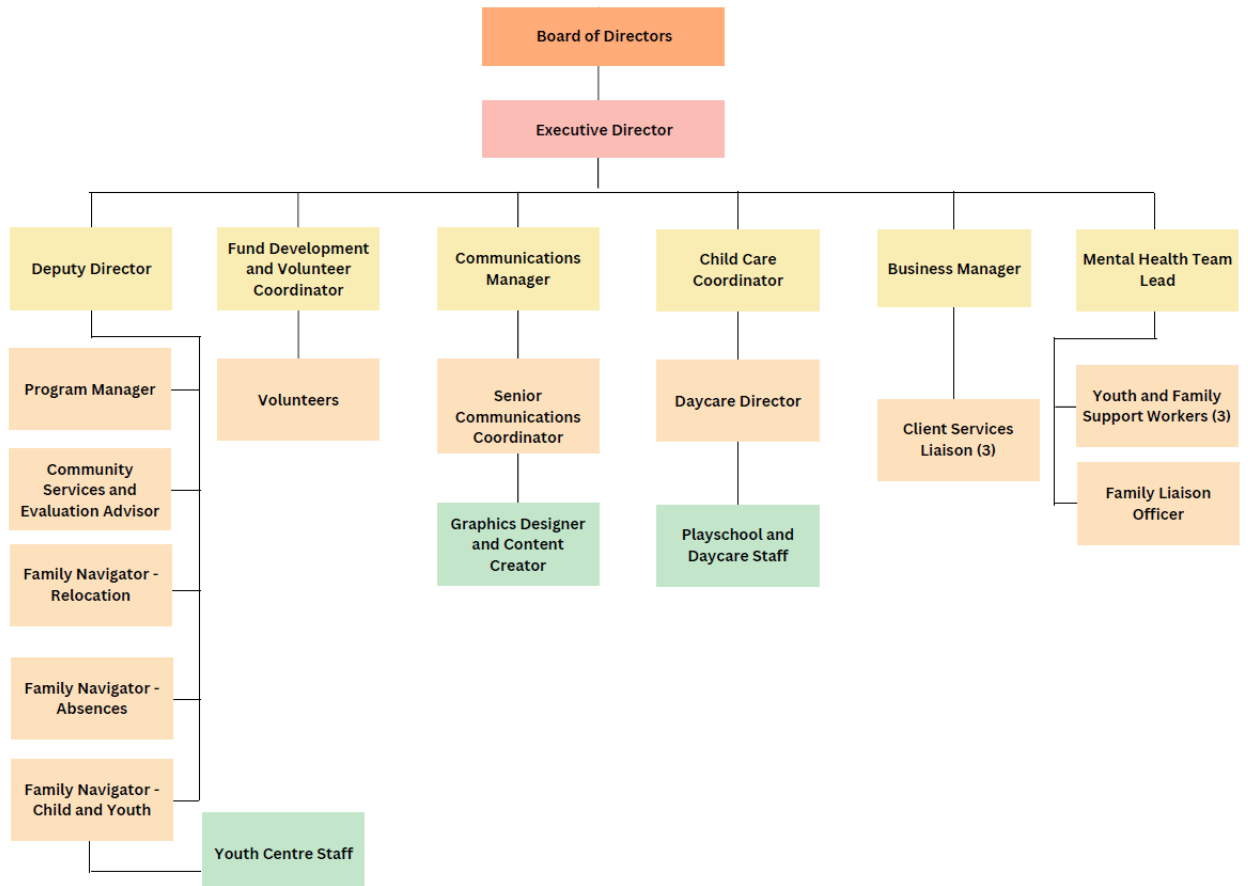 Board of Directors
Executive Director
Deputy Director
Fund Development
and Volunteer
Coordinator
Communications
Manager
Child Care
Coordinator
Business Manager
Mental Health Team
Lead
Program Manager
Community
Services and
Evaluation Advisor
Family Navigator -
Relocation
Family Navigator -
Absences
Family Navigator -
Child and Youth
Youth Centre Staff
Volunteers
Senior
Communications
Coordinator
Graphics Designer
and Content
Creator
Daycare Director
Playschool and
Daycare Staff
Client Services
Liaison (3)
Youth and Family
Support Workers (3)
Family Liaison
Officer